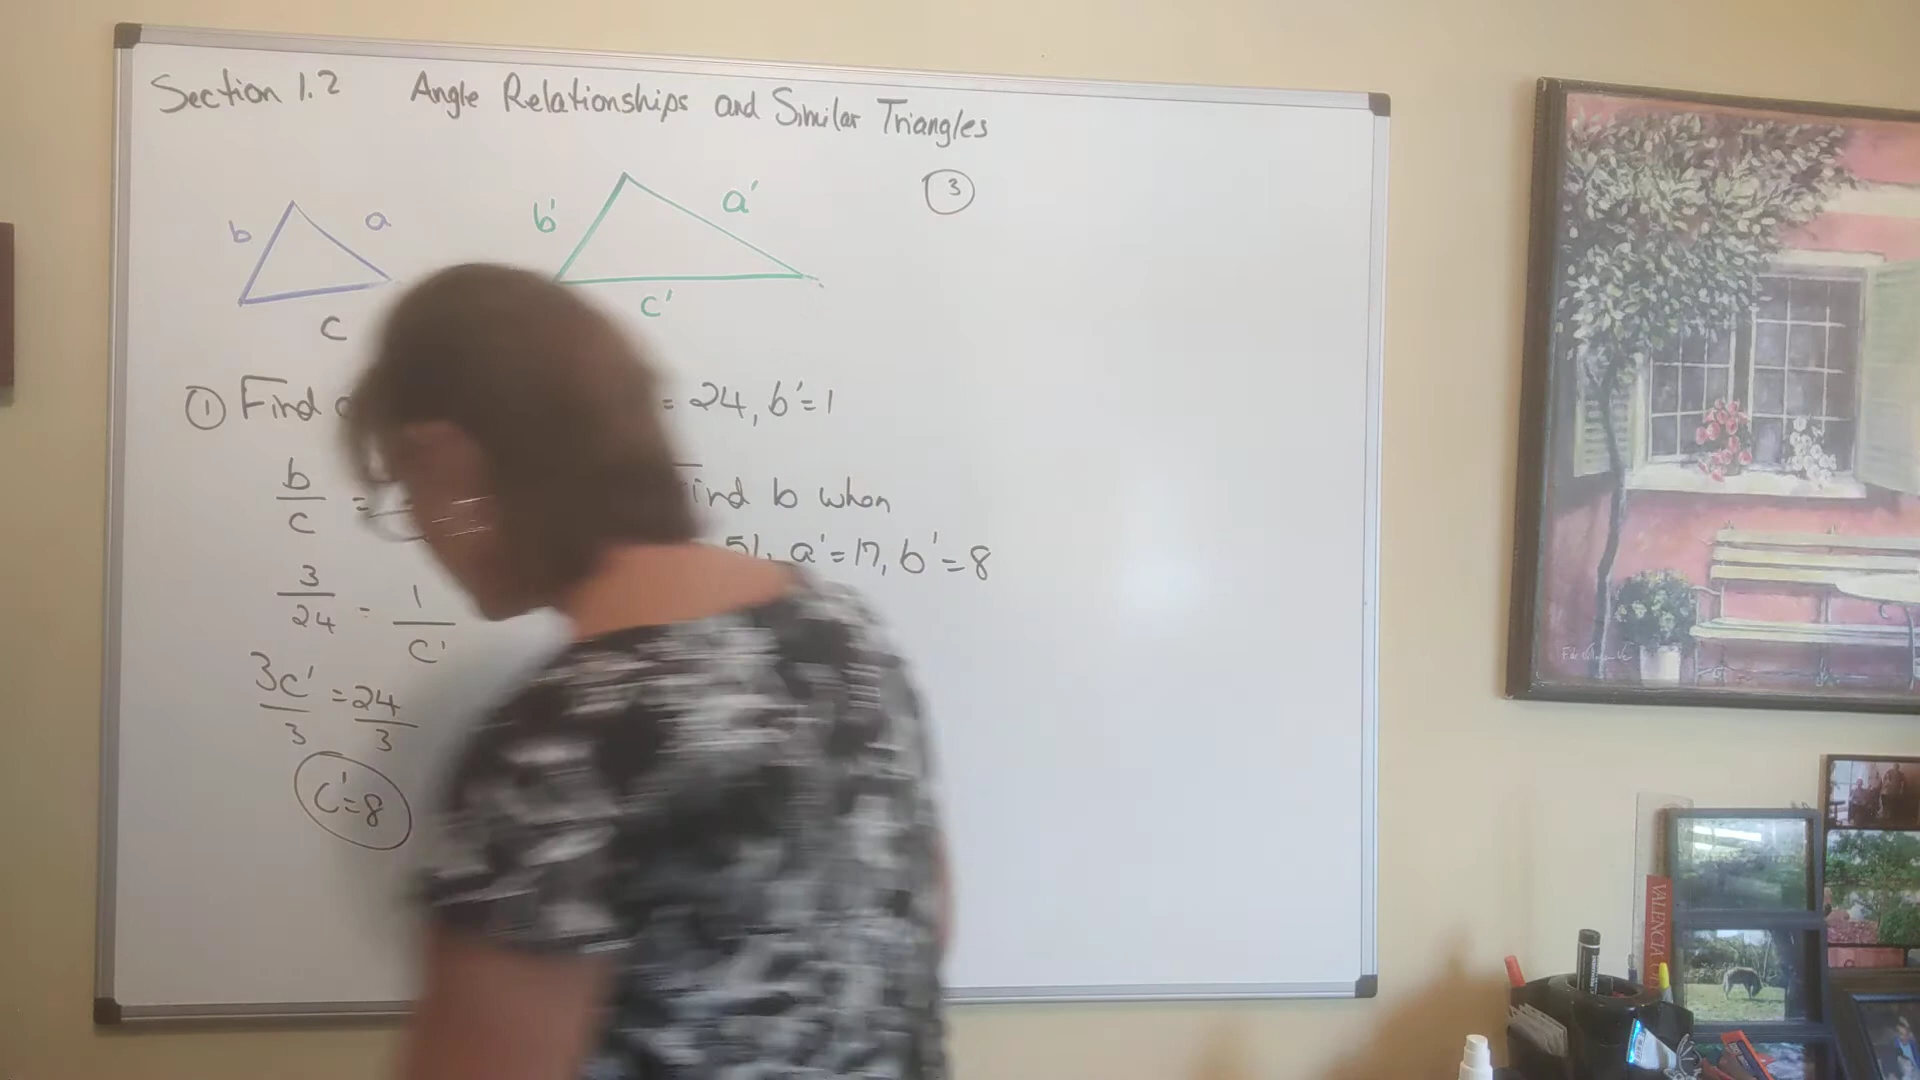 Section 1.2 Angle Relationships and Similar Triangles
b a
c
b' a'
c'
① Find = 24, b'=1
b
c =
3
24 = 1
c'
3c' = 24
3 3
c'=8
ind b when
51, a'=17, b'=8
③
VALENCIA